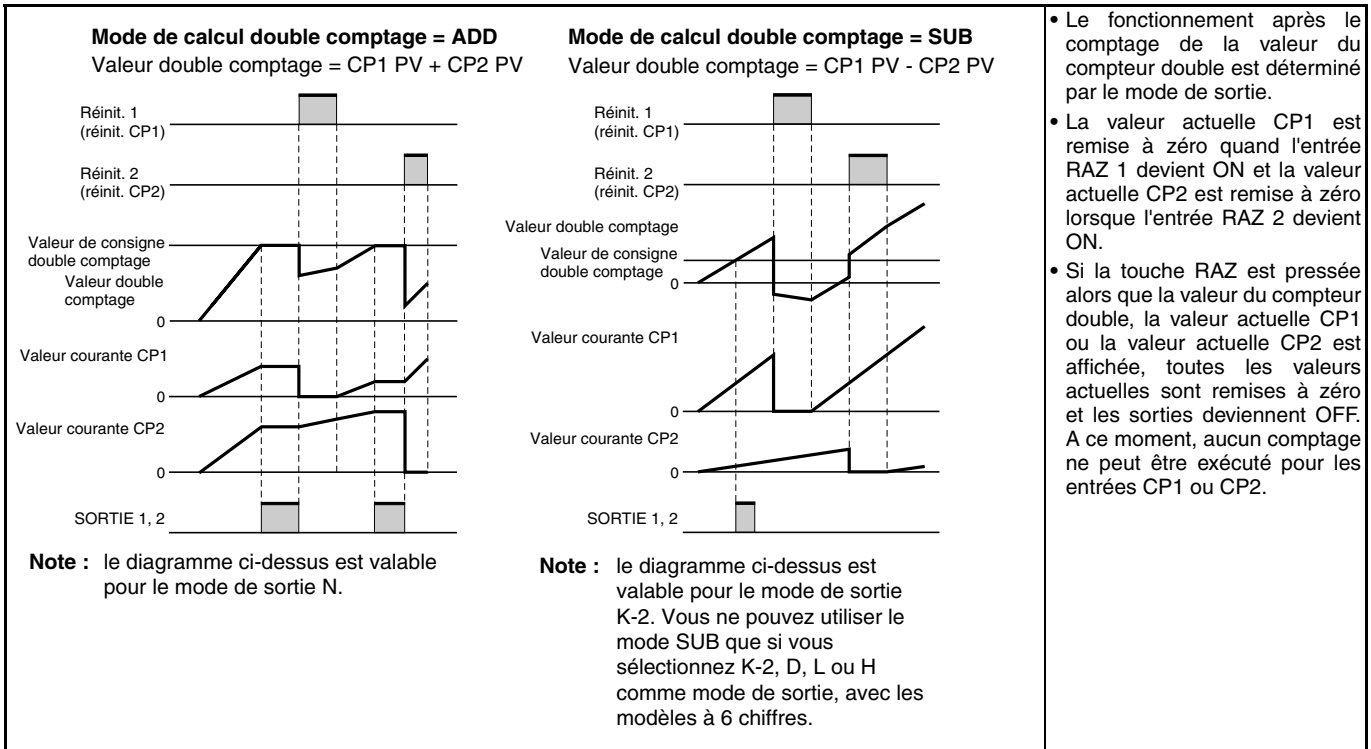 Mode de calcul double comptage = ADD
Valeur double comptage = CP1 PV + CP2 PV
Réinit. 1
(réinit. CP1)
Réinit. 2
(réinit. CP2)
Valeur de consigne
double comptage
Valeur double
comptage
0
Valeur courante CP1
0
Valeur courante CP2
0
SORTIE 1, 2
Note : le diagramme ci-dessus est valable
pour le mode de sortie N.
Mode de calcul double comptage = SUB
Valeur double comptage = CP1 PV - CP2 PV
Réinit. 1
(réinit. CP1)
Réinit. 2
(réinit. CP2)
Valeur double comptage
Valeur de consigne
double comptage
0
Valeur courante CP1
0
Valeur courante CP2
0
SORTIE 1, 2
Note : le diagramme ci-dessus est
valable pour le mode de sortie
K-2. Vous ne pouvez utiliser le
mode SUB que si vous
sélectionnez K-2, D, L ou H
comme mode de sortie, avec les
modèles à 6 chiffres.
• Le fonctionnement après le
comptage de la valeur du
compteur double est déterminé
par le mode de sortie.
• La valeur actuelle CP1 est
remise à zéro quand l'entrée
RAZ 1 devient ON et la valeur
actuelle CP2 est remise à zéro
lorsque l'entrée RAZ 2 devient
ON.
• Si la touche RAZ est pressée
alors que la valeur du compteur
double, la valeur actuelle CP1
ou la valeur actuelle CP2 est
affichée, toutes les valeurs
actuelles sont remises à zéro
et les sorties deviennent OFF.
A ce moment, aucun comptage
ne peut être exécuté pour les
entrées CP1 ou CP2.